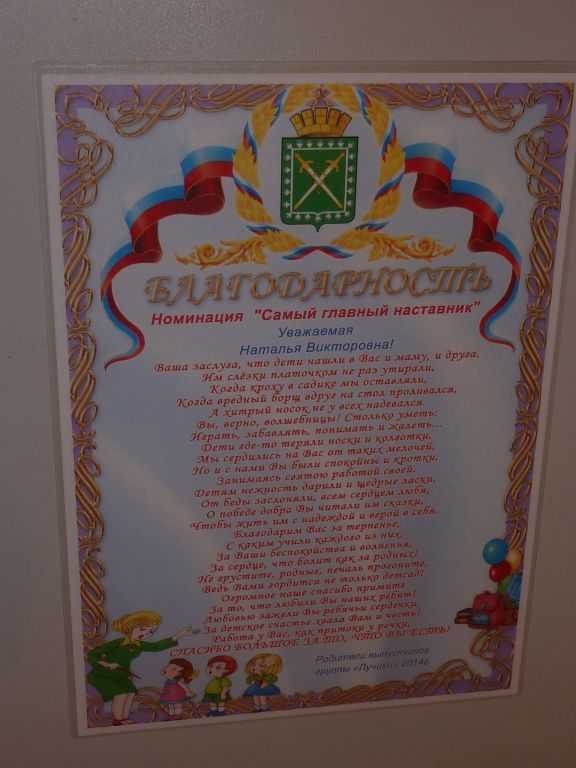 БЛАГОДАРНОСТЬ
Номинация "Самый главный наставник"
Уважаемая
Наталья Викторовна!
Ваша заслуга, что дети нашли в Вас и маму, и друга.
Им слёзки платочком не раз утирали,
Когда кроху в садике мы оставляли,
Когда вредный борщ вдруг на стол проливался,
А хитрый носок не у всех надевался.
Вы, верно, волшебницы! Столько уметь:
Играть, забавлять, понимать и жалеть...
Дети где-то теряли носки и колготки,
Мы сердились на Вас от таких мелочей,
Но и с нами Вы были спокойны и кротки,
Занимаясь святою работой своей.
Детям нежность дарили и щедрые ласки,
От беды заслоняли, всем сердцем любя,
О победе добра Вы читали им сказки,
Чтобы жить им с надеждой и верой в себя.
Благодарим Вас за терпенье,
С каким учили каждого из них,
За Ваши беспокойства и волненья,
За сердце, что болит как за родных!
Не грустите, родные, печаль прогоните,
Ведь Вами гордится не только детсад!
Огромное наше спасибо примите
За то, что любили Вы наших ребят!
Любовью зажгли Вы ребячьи сердечки,
За детское счастье хвала Вам и честь!
Работа у Вас, как притоки у речки,
СПАСИБО БОЛЬШОЕ ЗА ТО, ЧТО ВЫ ЕСТЬ!
Родители выпускников
группы «Лучики» 2014г.